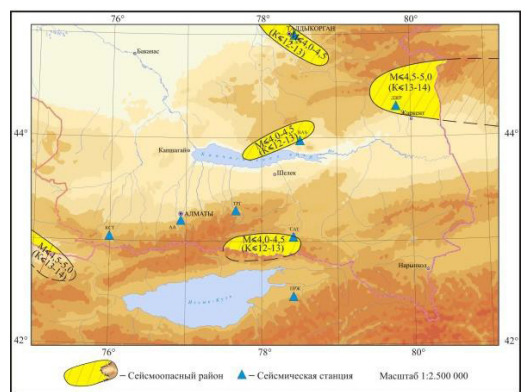 76°
78°
80°
ТАЛДЫКОРГАН
М⩽4,0-4,5
(К⩽12-13)
Баканас
М⩽4,5-5,0
(К⩽13-14)
Жаркент
44°
44°
М⩽4,0-4,5
(К⩽12-13)
Капшагай
Шелек
АЛМАТЫ
АА
М⩽4,0-4,5
(К⩽12-13)
М⩽4,5-5,0
(К⩽13-14)
Нарынкол
Иссык-Куль
ПРЖ
42°
42°
76°
78°
80°
– Сейсмоопасный район
– Сейсмическая станция
Масштаб 1:2.500 000